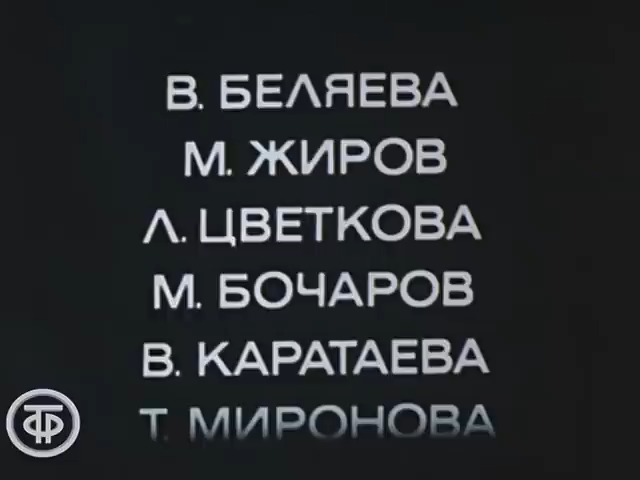 В. БЕЛЯЕВА
М. ЖИРОВ
Л. ЦВЕТКОВА
М. БОЧАРОВ
В. КАРАТАЕВА
Т. МИРОНОВА